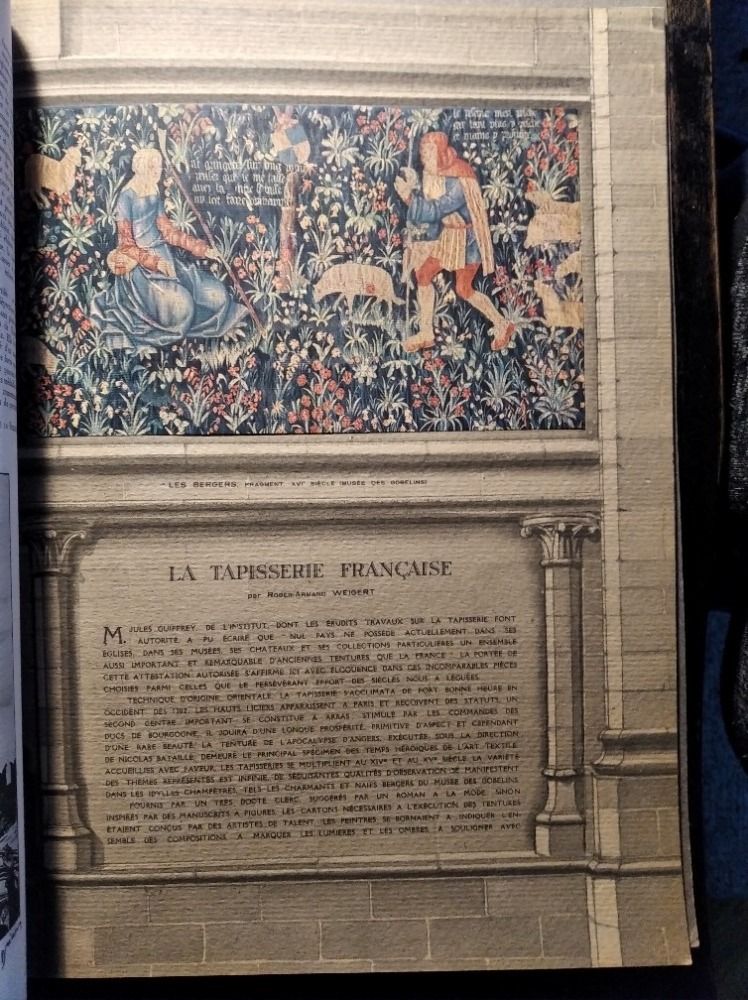 "LES BERGERS, FRAGMENT. XVIe SIÈCLE (MUSÉE DES GOBELINS)
LA TAPISSERIE FRANÇAISE
par ROGER-ARMAND WEIGERT
M. JULES GUIFFREY, DE L'INSTITUT, DONT LES ÉRUDITS TRAVAUX SUR LA TAPISSERIE FONT
AUTORITÉ, A PU ÉCRIRE QUE "NUL PAYS NE POSSÈDE ACTUELLEMENT, DANS SES
ÉGLISES, DANS SES MUSÉES, SES CHATEAUX ET SES COLLECTIONS PARTICULIÈRES UN ENSEMBLE
AUSSI IMPORTANT ET REMARQUABLE D'ANCIENNES TENTURES QUE LA FRANCE". LA PORTÉE DE
CETTE ATTESTATION AUTORISÉE S'AFFIRME ICI AVEC ÉLOQUENCE DANS CES INCOMPARABLES PIÈCES
CHOISIES PARMI CELLES QUE LE PERSÉVÉRANT EFFORT DES SIÈCLES NOUS A LÉGUÉES.
TECHNIQUE D'ORIGINE ORIENTALE, LA TAPISSERIE S'ACCLIMATA DE FORT BONNE HEURE EN
OCCIDENT. DÈS 1302, LES HAUTS LICIERS APPARAISSENT A PARIS ET REÇOIVENT DES STATUTS. UN
SECOND CENTRE IMPORTANT SE CONSTITUE A ARRAS. STIMULÉ PAR LES COMMANDES DES
DUCS DE BOURGOGNE, IL JOUIRA D'UNE LONGUE PROSPÉRITÉ. PRIMITIVE D'ASPECT ET CEPENDANT
D'UNE RARE BEAUTÉ, LA TENTURE DE L'APOCALYPSE D'ANGERS, EXÉCUTÉE SOUS LA DIRECTION
DE NICOLAS BATAILLE, DEMEURE LE PRINCIPAL SPÉCIMEN DES TEMPS HÉROÏQUES DE L'ART TEXTILE.
ACCUEILLIES AVEC FAVEUR, LES TAPISSERIES SE MULTIPLIENT AU XIVe ET AU XVe SIÈCLE. LA VARIÉTÉ
DES THÈMES REPRÉSENTÉS EST INFINIE. DE SÉDUISANTES QUALITÉS D'OBSERVATION SE MANIFESTENT
DANS LES IDYLLES CHAMPÊTRES, TELS LES CHARMANTS ET NAIFS BERGERS DU MUSÉE DES GOBELINS.
FOURNIS PAR UN TRÈS DOCTE CLERC, SUGGÉRÉS PAR UN ROMAN A LA MODE, SINON
INSPIRÉS PAR DES MANUSCRITS A FIGURES, LES CARTONS NÉCESSAIRES A L'EXÉCUTION DES TENTURES
ÉTAIENT CONÇUS PAR DES ARTISTES DE TALENT. LES PEINTRES SE BORNAIENT A INDIQUER L'EN-
SEMBLE DES COMPOSITIONS, A MARQUER LES LUMIÈRES ET LES OMBRES, A SOULIGNER AVEC